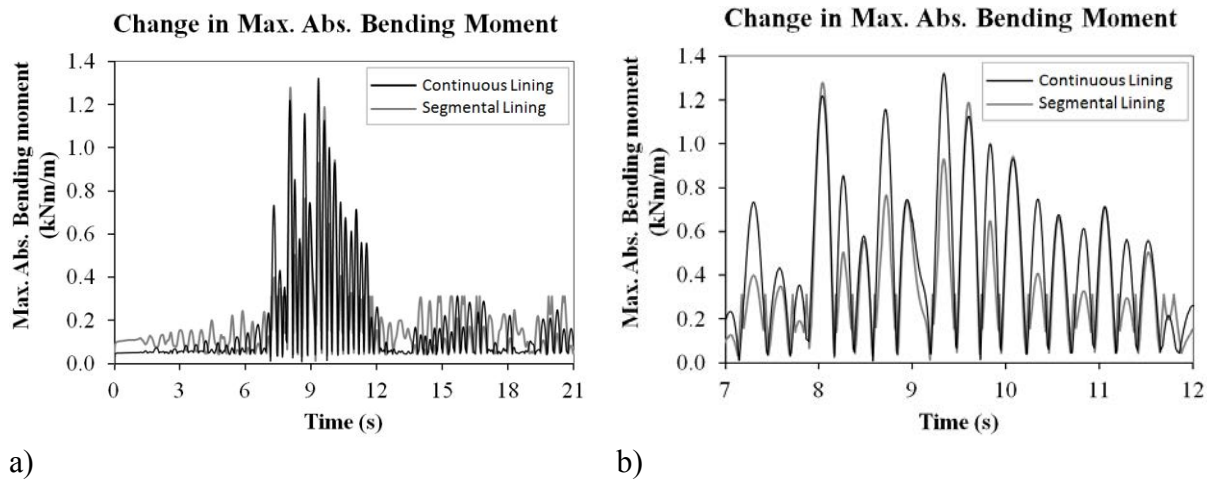 Change in Max. Abs. Bending Moment
Max. Abs. Bending moment
(kNm/m)
1.4
1.2
1.0
0.8
0.6
0.4
0.2
0.0
Continuous Lining
Segmental Lining
0 3 6 9 12 15 18 21
Time (s)
a)
Change in Max. Abs. Bending Moment
Max. Abs. Bending moment
(kNm/m)
1.4
1.2
1.0
0.8
0.6
0.4
0.2
0.0
Continuous Lining
Segmental Lining
7 8 9 10 11 12
Time (s)
b)